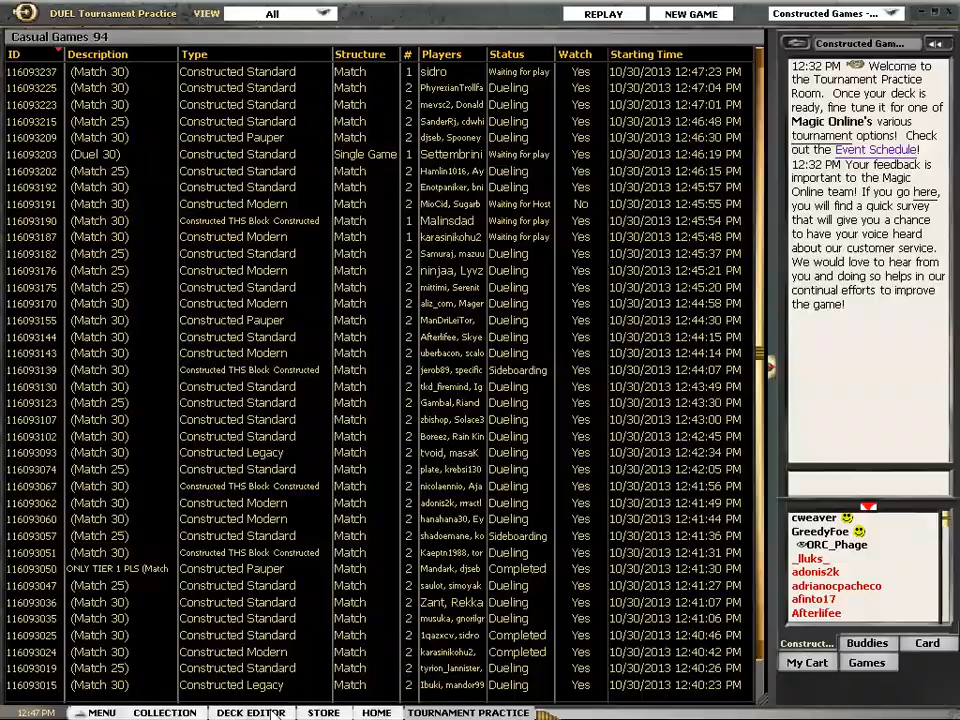 DUEL Tournament Practice VIEW All REPLAY NEW GAME Constructed Games -...
Casual Games 94
ID Description Type Structure # Players Status Watch Starting Time
116093237 (Match 30) Constructed Standard Match 1 sidro Waiting for play Yes 10/30/2013 12:47:23 PM
116093225 (Match 30) Constructed Standard Match 2 PhyrexianTrollfa Dueling Yes 10/30/2013 12:47:04 PM
116093223 (Match 30) Constructed Standard Match 2 mevsc2, Donald Dueling Yes 10/30/2013 12:47:01 PM
116093215 (Match 25) Constructed Standard Match 2 SanderRj, cdwhi Dueling Yes 10/30/2013 12:46:48 PM
116093209 (Match 30) Constructed Pauper Match 2 djseb, Spooney Dueling Yes 10/30/2013 12:46:30 PM
116093203 (Duel 30) Constructed Standard Single Game 1 Settembrini Waiting for play Yes 10/30/2013 12:46:19 PM
116093202 (Match 25) Constructed Standard Match 2 Hamlin1016, Ay Dueling Yes 10/30/2013 12:46:15 PM
116093192 (Match 30) Constructed Standard Match 2 Enotpaniker, bni Dueling Yes 10/30/2013 12:45:57 PM
116093191 (Match 30) Constructed Modern Match 2 MioCid, Sugarb Waiting for Host No 10/30/2013 12:45:55 PM
116093190 (Match 30) Constructed THS Block Constructed Match 1 Malinsdad Waiting for play Yes 10/30/2013 12:45:54 PM
116093187 (Match 30) Constructed Modern Match 1 karasinikohu2 Waiting for play Yes 10/30/2013 12:45:51 PM
116093182 (Match 25) Constructed Standard Match 2 Samuraj, mazuu Dueling Yes 10/30/2013 12:45:37 PM
116093176 (Match 25) Constructed Modern Match 2 ninjaa, Lyvz Dueling Yes 10/30/2013 12:45:21 PM
116093175 (Match 25) Constructed Standard Match 2 mittimi, Serenit Dueling Yes 10/30/2013 12:45:20 PM
116093170 (Match 30) Constructed Modern Match 2 aliz_com, Mager Dueling Yes 10/30/2013 12:44:58 PM
116093155 (Match 30) Constructed Pauper Match 2 ManDriLeiTor, Dueling Yes 10/30/2013 12:44:30 PM
116093144 (Match 30) Constructed Standard Match 2 Afterlifee, Skye Dueling Yes 10/30/2013 12:44:15 PM
116093143 (Match 30) Constructed Modern Match 2 uberbacon, scalo Dueling Yes 10/30/2013 12:44:14 PM
116093139 (Match 30) Constructed THS Block Constructed Match 2 jerob89, specific Sideboarding Yes 10/30/2013 12:44:07 PM
116093130 (Match 25) Constructed Standard Match 2 tkd_firemind, Ig Dueling Yes 10/30/2013 12:43:49 PM
116093123 (Match 25) Constructed Standard Match 2 Gambal, Riand Dueling Yes 10/30/2013 12:43:30 PM
116093107 (Match 30) Constructed Standard Match 2 zbishop, Solace3 Dueling Yes 10/30/2013 12:43:00 PM
116093102 (Match 30) Constructed Standard Match 2 Boreez, Rain Kin Dueling Yes 10/30/2013 12:42:45 PM
116093093 (Match 30) Constructed Legacy Match 2 tvoid, masaK Dueling Yes 10/30/2013 12:42:34 PM
116093074 (Match 25) Constructed Standard Match 2 plate, krebsi130 Dueling Yes 10/30/2013 12:42:05 PM
116093067 (Match 30) Constructed THS Block Constructed Match 2 nicolaennio, Aja Dueling Yes 10/30/2013 12:41:56 PM
116093062 (Match 30) Constructed Modern Match 2 adonis2k, rrractl Dueling Yes 10/30/2013 12:41:49 PM
116093060 (Match 30) Constructed Modern Match 2 hanahana30, Ey Dueling Yes 10/30/2013 12:41:44 PM
116093057 (Match 25) Constructed Standard Match 2 shadoemane, ko Sideboarding Yes 10/30/2013 12:41:36 PM
116093051 (Match 30) Constructed THS Block Constructed Match 2 Kaeptn1988, tor Dueling Yes 10/30/2013 12:41:31 PM
116093050 ONLY TIER 1 PLS (Match Constructed Pauper Match 2 Mandark, djseb Completed Yes 10/30/2013 12:41:30 PM
116093047 (Match 25) Constructed Standard Match 2 saulot, simoyak Dueling Yes 10/30/2013 12:41:27 PM
116093036 (Match 30) Constructed Standard Match 2 Zant, Rekka Dueling Yes 10/30/2013 12:41:07 PM
116093035 (Match 30) Constructed Standard Match 2 musuka, gnorilgr Dueling Yes 10/30/2013 12:41:06 PM
116093025 (Match 30) Constructed Standard Match 2 1qazxcv, sidro Completed Yes 10/30/2013 12:40:46 PM
116093024 (Match 30) Constructed Modern Match 2 karasinikohu2, Completed Yes 10/30/2013 12:40:42 PM
116093019 (Match 25) Constructed Standard Match 2 tyrion_lannister, Dueling Yes 10/30/2013 12:40:26 PM
116093015 (Match 30) Constructed Legacy Match 2 Ibuki, mandor99 Dueling Yes 10/30/2013 12:40:23 PM
Constructed Gam...
12:32 PM Welcome to
the Tournament Practice
Room. Once your deck is
ready, fine tune it for one of
Magic Online's various
tournament options! Check
out the Event Schedule!
12:32 PM Your feedback is
important to the Magic
Online team! If you go here,
you will find a quick survey
that will give you a chance
to have your voice heard
about our customer service.
We would love to hear from
you and doing so helps in our
continual efforts to improve
the game!
cweaver
GreedyFoe
ORC_Phage
_lluks_
adonis2k
adrianocpacheco
afinto17
Afterlifee
Construct... Buddies Card
My Cart Games
12:47 PM MENU COLLECTION DECK EDITOR STORE HOME TOURNAMENT PRACTICE